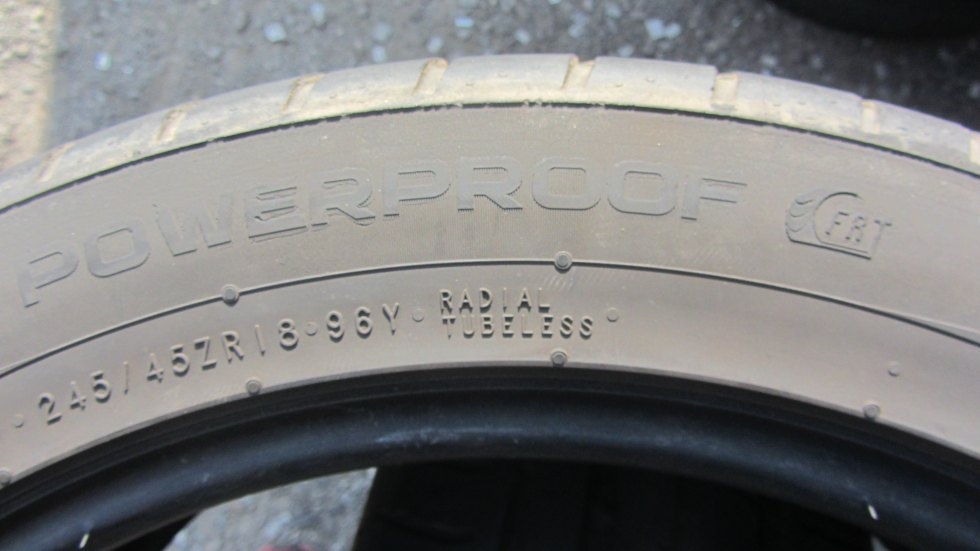 POWERPROOF
FRT
245/45ZR18·96Y·RADIAL
TUBELESS